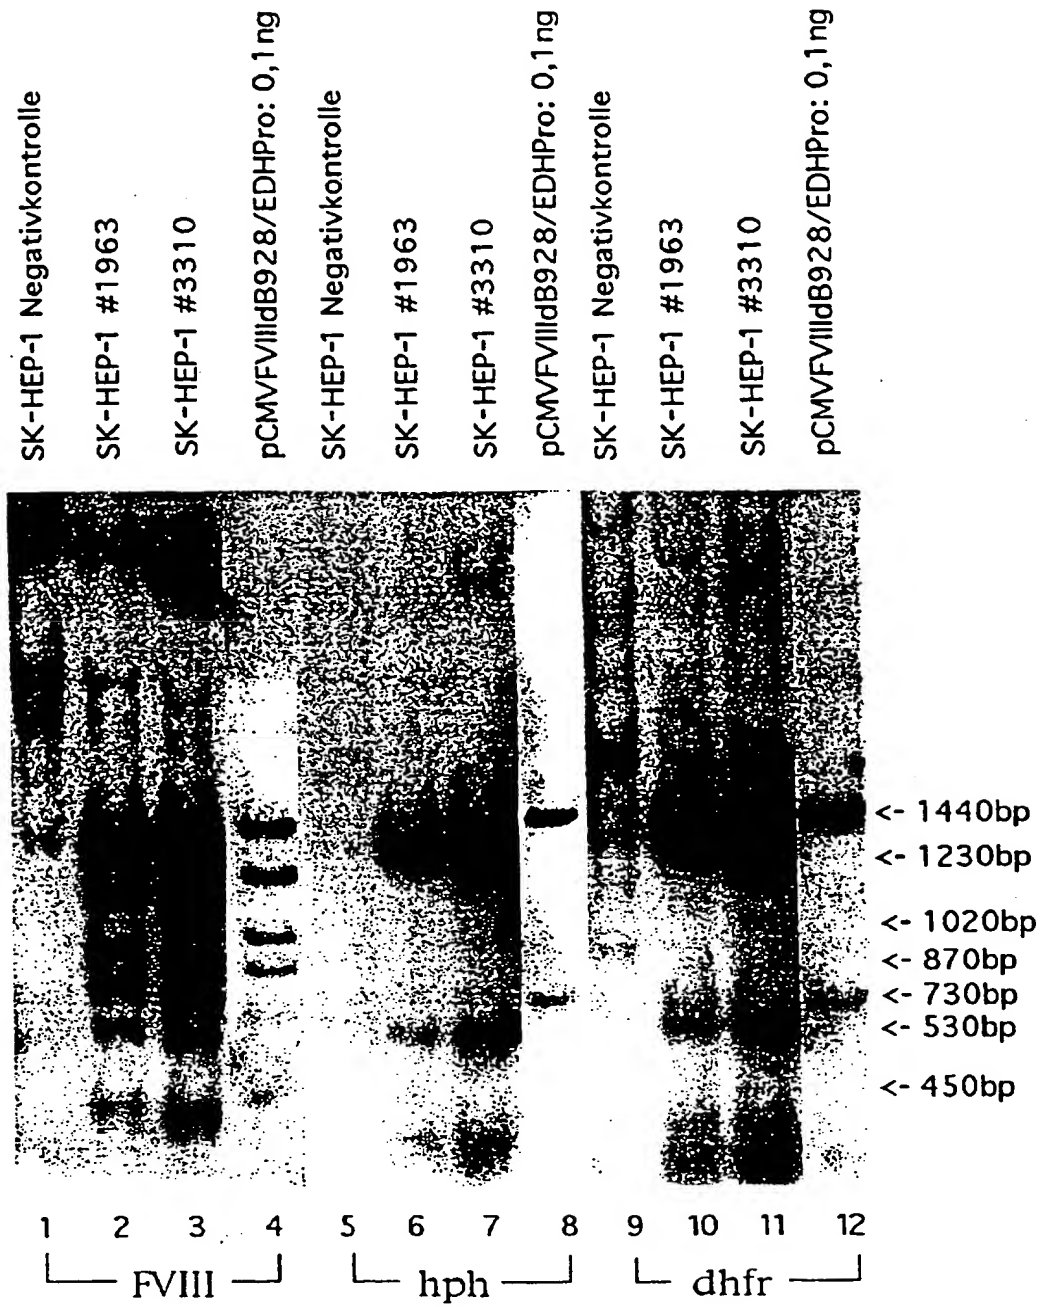 SK-HEP-1 Negativkontrolle
SK-HEP-1 #1963
SK-HEP-1 #3310
pCMVFVIIIdB928/EDHPro: 0,1ng
SK-HEP-1 Negativkontrolle
SK-HEP-1 #1963
SK-HEP-1 #3310
pCMVFVIIIdB928/EDHPro: 0,1ng
SK-HEP-1 Negativkontrolle
SK-HEP-1 #1963
SK-HEP-1 #3310
pCMVFVIIIdB928/EDHPro: 0,1ng
<- 1440bp
<- 1230bp
<- 1020bp
<- 870bp
<- 730bp
<- 530bp
<- 450bp
1 2 3 4 5 6 7 8 9 10 11 12
FVIII hph dhfr